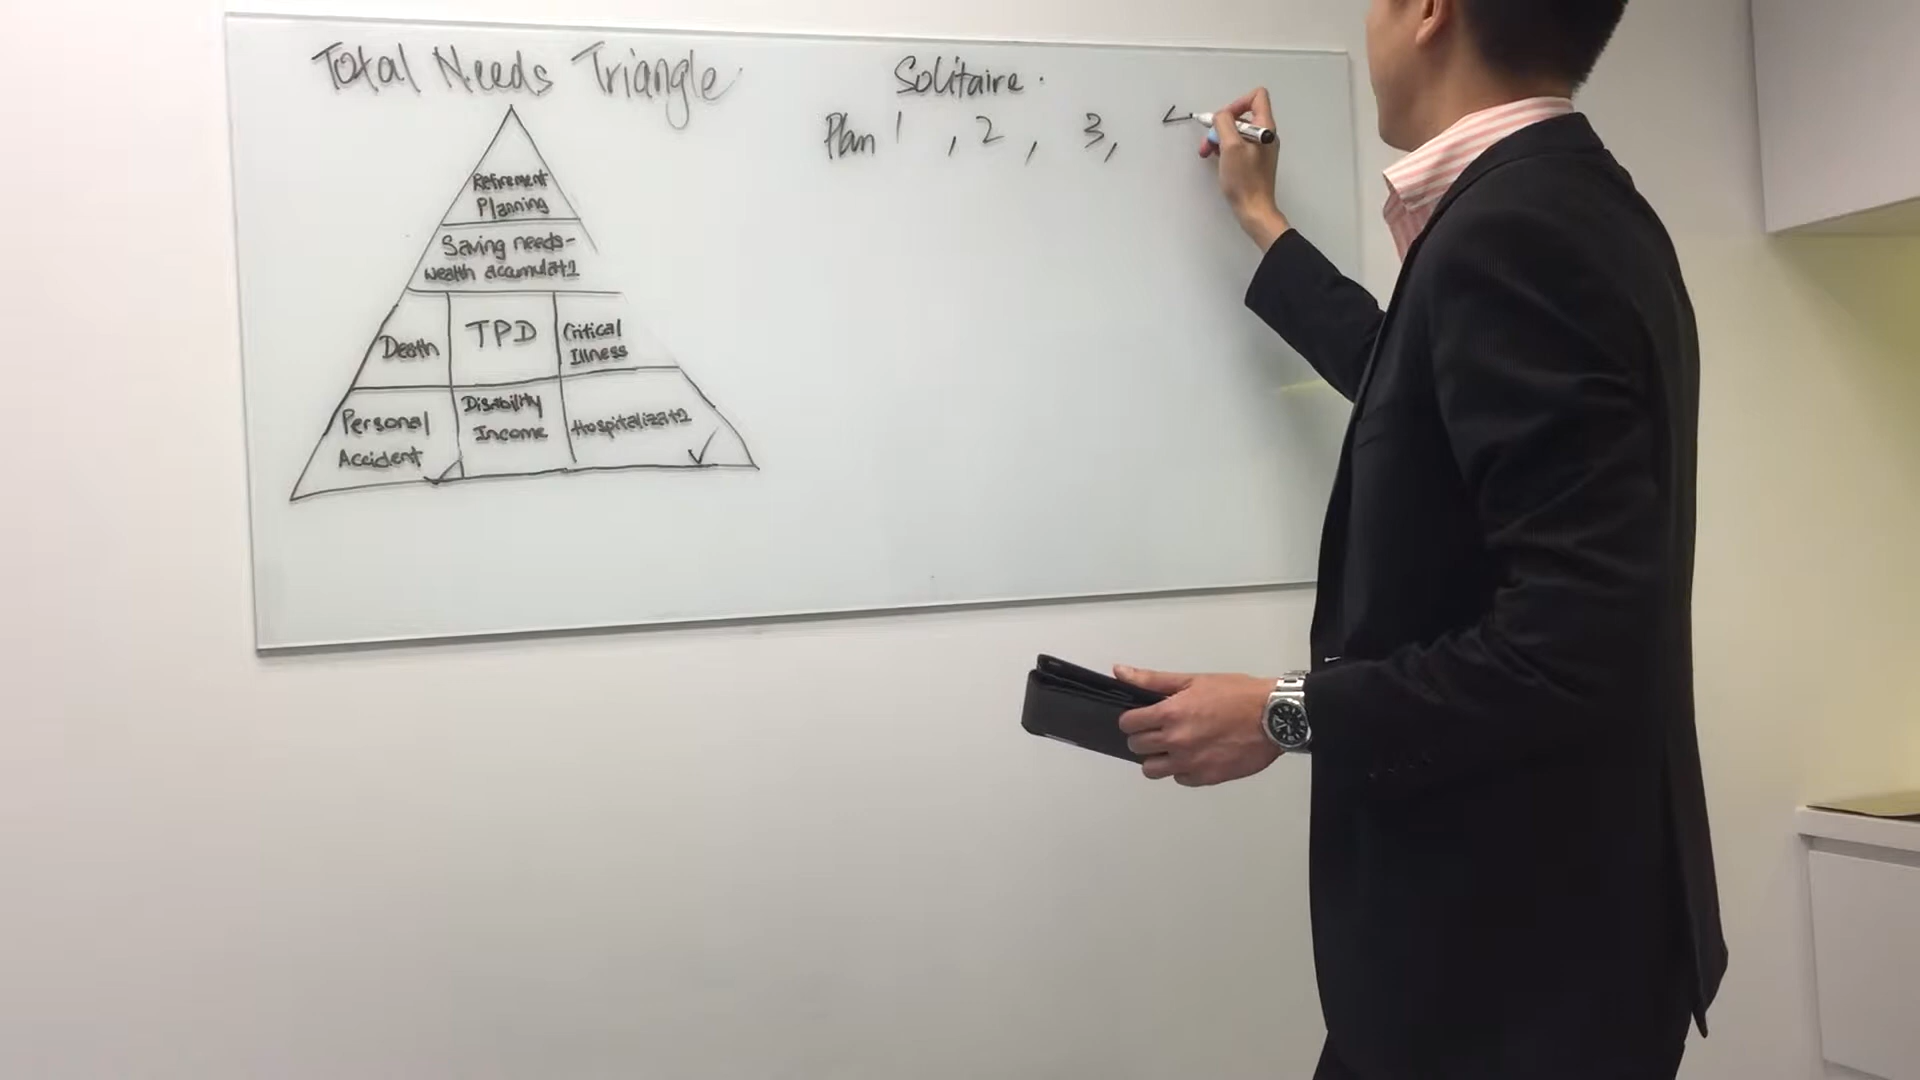 Total Needs Triangle
Retirement
Planning
Saving needs-
wealth accumulat1
Death
TPD
Critical
Illness
Personal
Accident
Disability
Income
Hospitalizat1
Solitaire.
Plan 1, 2, 3,